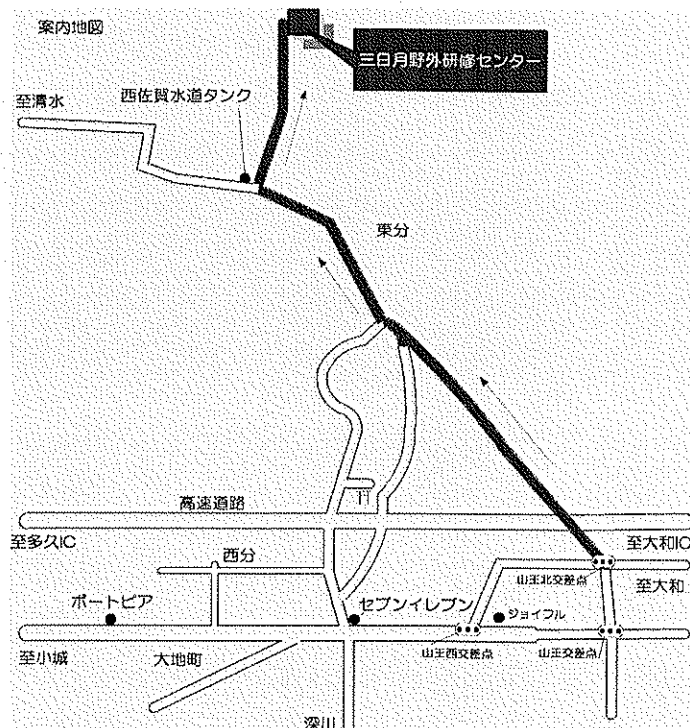 案内地図
三日月野外研修センター
西佐賀水道タンク
至清水
東分
高速道路
至多久IC
至大和IC
西分
山王北交差点
至大和
ボートピア
セブンイレブン
ジョイフル
至小城
大地町
山王西交差点
山王交差点
深川